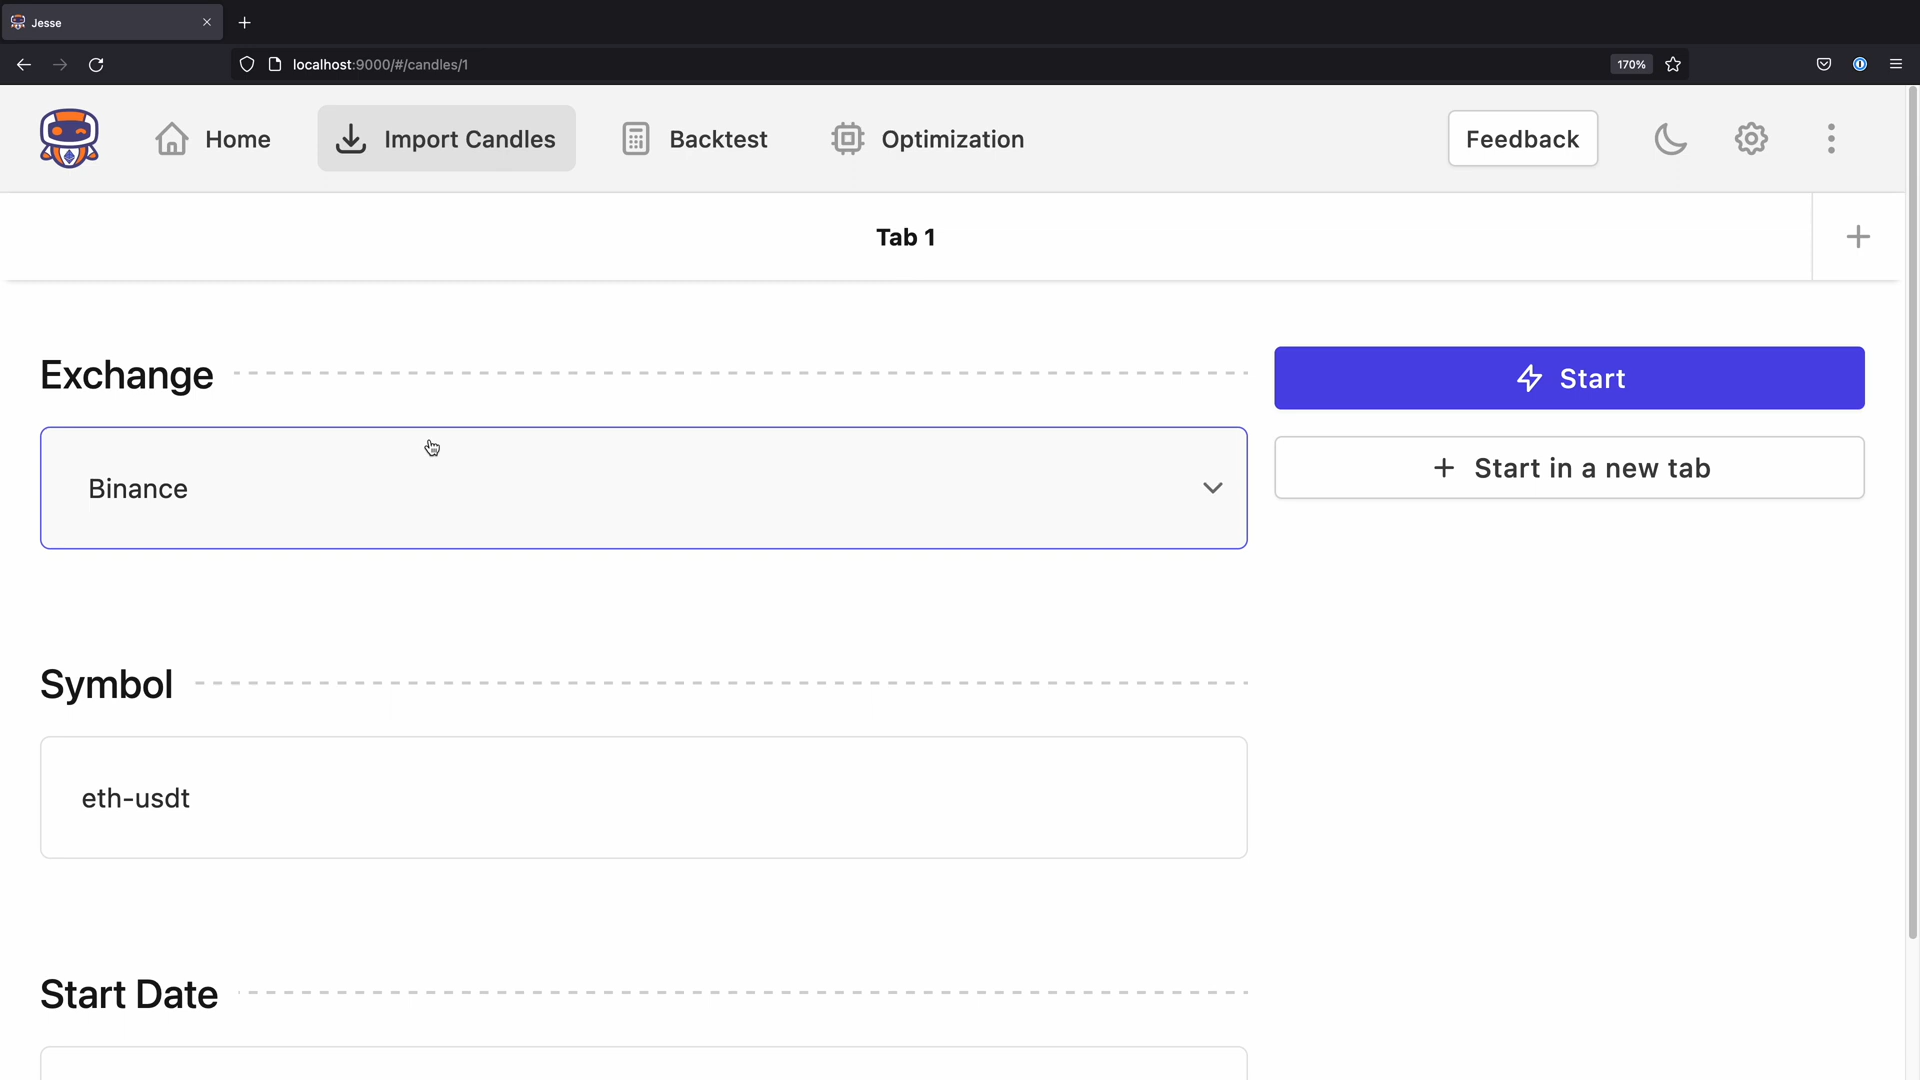 Jesse
localhost:9000/#/candles/1
170%
Home
Import Candles
Backtest
Optimization
Feedback
Tab 1
Exchange
Start
Binance
Start in a new tab
Symbol
eth-usdt
Start Date